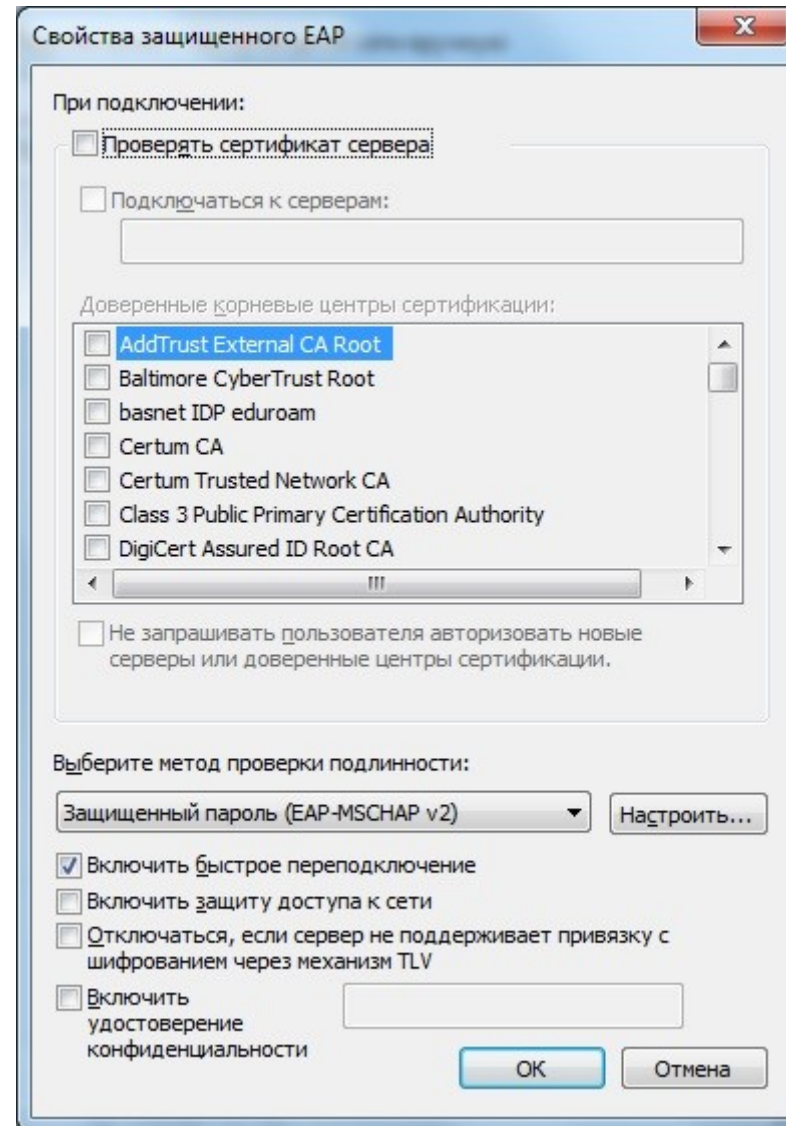 Свойства защищенного EAP
При подключении:
Проверять сертификат сервера
Подключаться к серверам:
Доверенные корневые центры сертификации:
AddTrust External CA Root
Baltimore CyberTrust Root
basnet IDP eduroam
Certum CA
Certum Trusted Network CA
Class 3 Public Primary Certification Authority
DigiCert Assured ID Root CA
Не запрашивать пользователя авторизовать новые
серверы или доверенные центры сертификации.
Выберите метод проверки подлинности:
Защищенный пароль (EAP-MSCHAP v2)
Настроить...
Включить быстрое переподключение
Включить защиту доступа к сети
Отключаться, если сервер не поддерживает привязку с
шифрованием через механизм TLV
Включить
удостоверение
конфиденциальности
ОК
Отмена